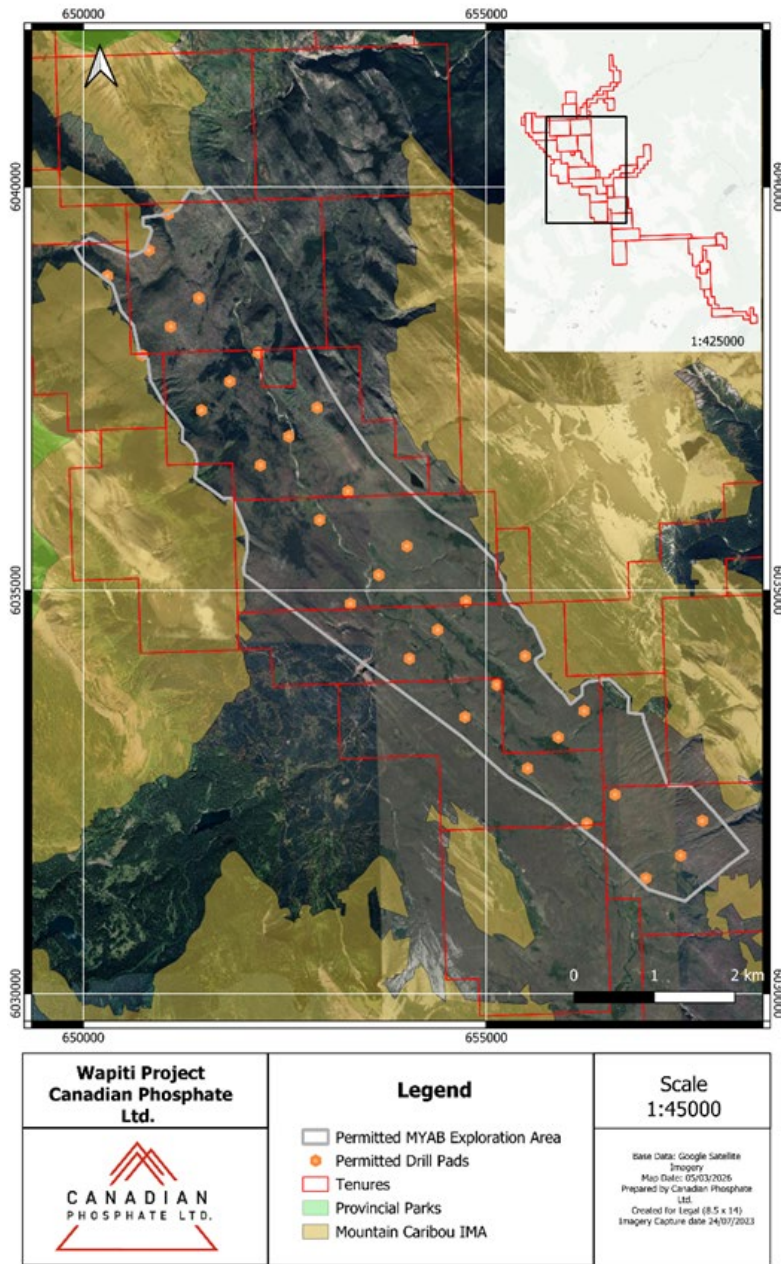 650000
655000
6040000
6040000
1:425000
6035000
6035000
0 1 2 km
6030000
6030000
650000
655000
Wapiti Project
Canadian Phosphate
Ltd.
CANADIAN
PHOSPHATE LTD.
Legend
Permitted MYAB Exploration Area
Permitted Drill Pads
Tenures
Provincial Parks
Mountain Caribou IMA
Scale
1:45000
Base Data: Google Satellite
Imagery
Map Date: 05/03/2026
Prepared by Canadian Phosphate
Ltd.
Created for Legal (8.5 x 14)
Imagery Capture date 24/07/2023